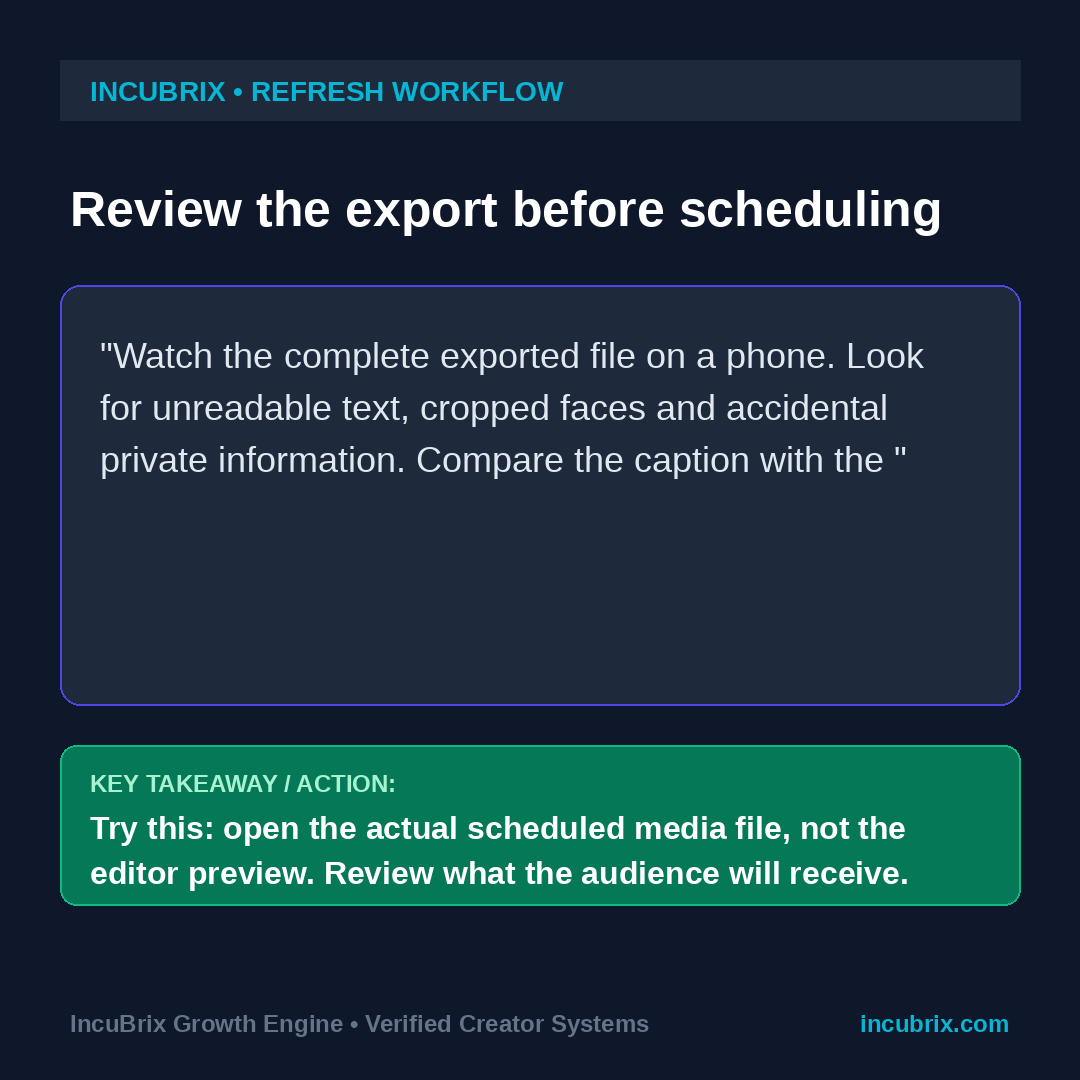 INCUBRIX • REFRESH WORKFLOW
Review the export before scheduling
"Watch the complete exported file on a phone. Look
for unreadable text, cropped faces and accidental
private information. Compare the caption with the "
KEY TAKEAWAY / ACTION:
Try this: open the actual scheduled media file, not the
editor preview. Review what the audience will receive.
IncuBrix Growth Engine • Verified Creator Systems
incubrix.com